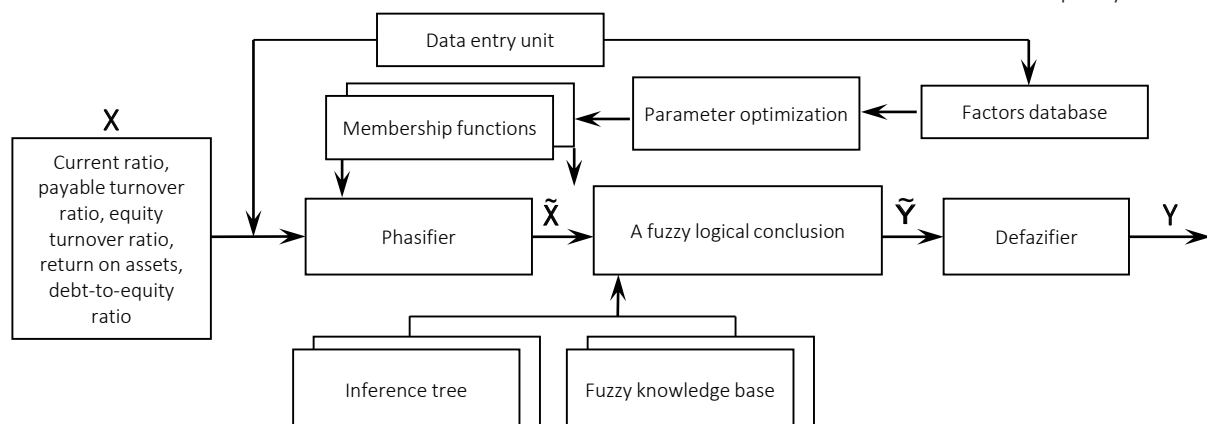 Data entry unit
Membership functions
Parameter optimization
Factors database
X
Current ratio,
payable turnover
ratio, equity
turnover ratio,
return on assets,
debt-to-equity
ratio
Phasifier
X̃
A fuzzy logical conclusion
Ỹ
Defazifier
Y
Inference tree
Fuzzy knowledge base